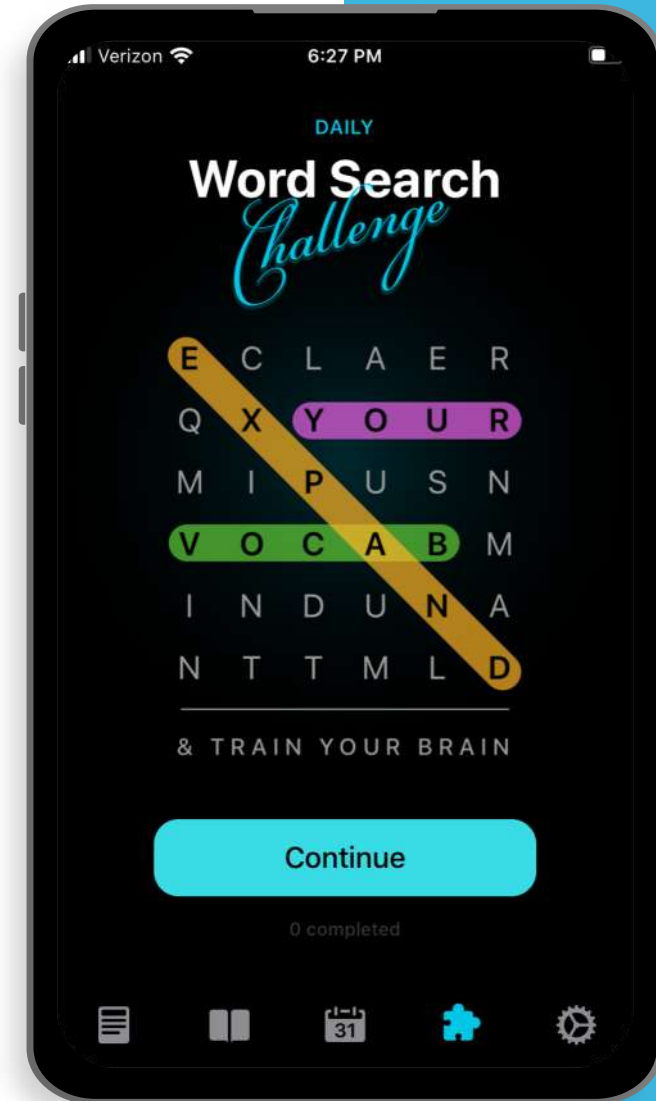 Verizon 6:27 PM
DAILY
Word Search
Challenge
E C L A E R
Q X Y O U R
M I P U S N
V O C A B M
I N D U N A
N T T M L D
& TRAIN YOUR BRAIN
Continue
0 completed
31